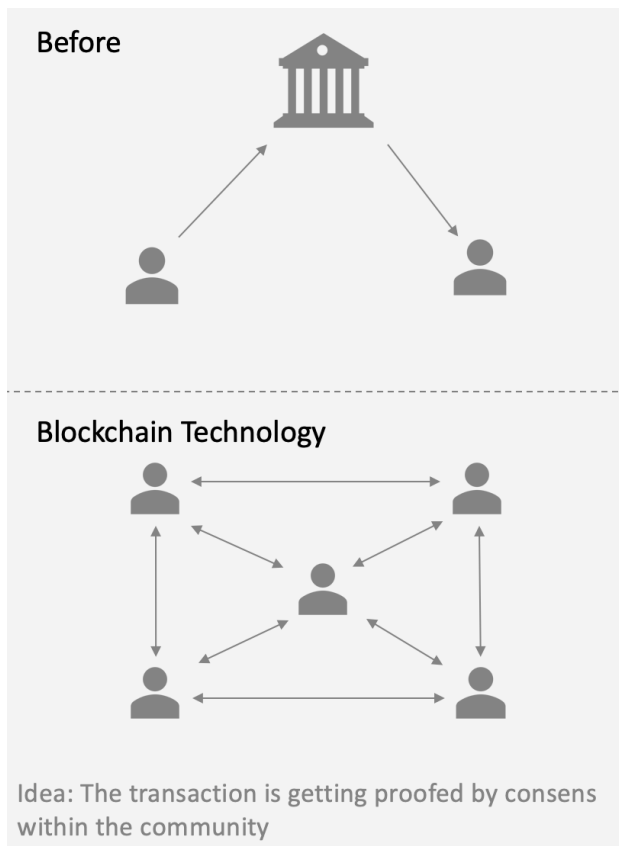 Before
Blockchain Technology
Idea: The transaction is getting proofed by consens
within the community